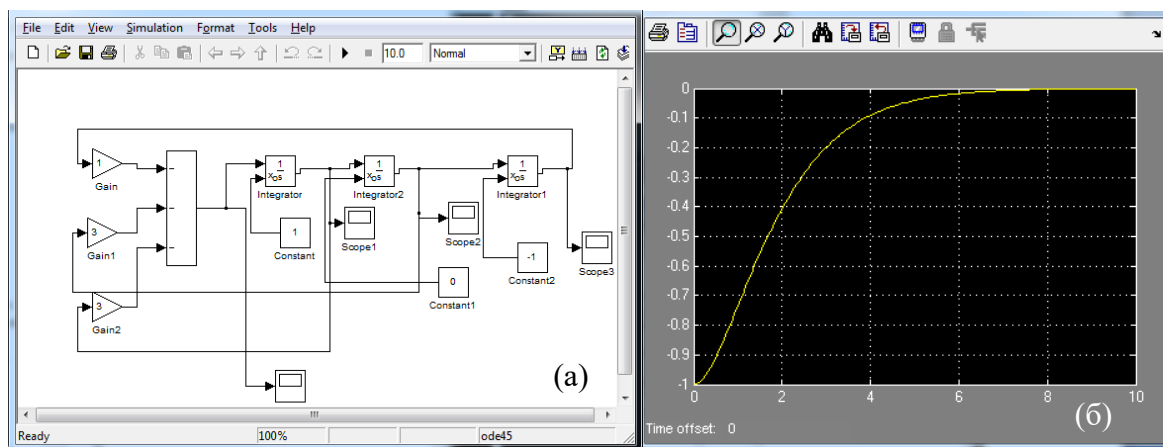 File Edit View Simulation Format Tools Help
10.0 Normal
1
Gain
3
Gain1
3
Gain2
1
s
xo
Integrator
1
s
xo
Integrator2
1
s
xo
Integrator1
1
Constant
Scope1
Scope2
Scope3
-1
Constant2
0
Constant1
(а)
Ready 100% ode45
0
-0.1
-0.2
-0.3
-0.4
-0.5
-0.6
-0.7
-0.8
-0.9
-1
0 2 4 6 8 10
(б)
Time offset: 0